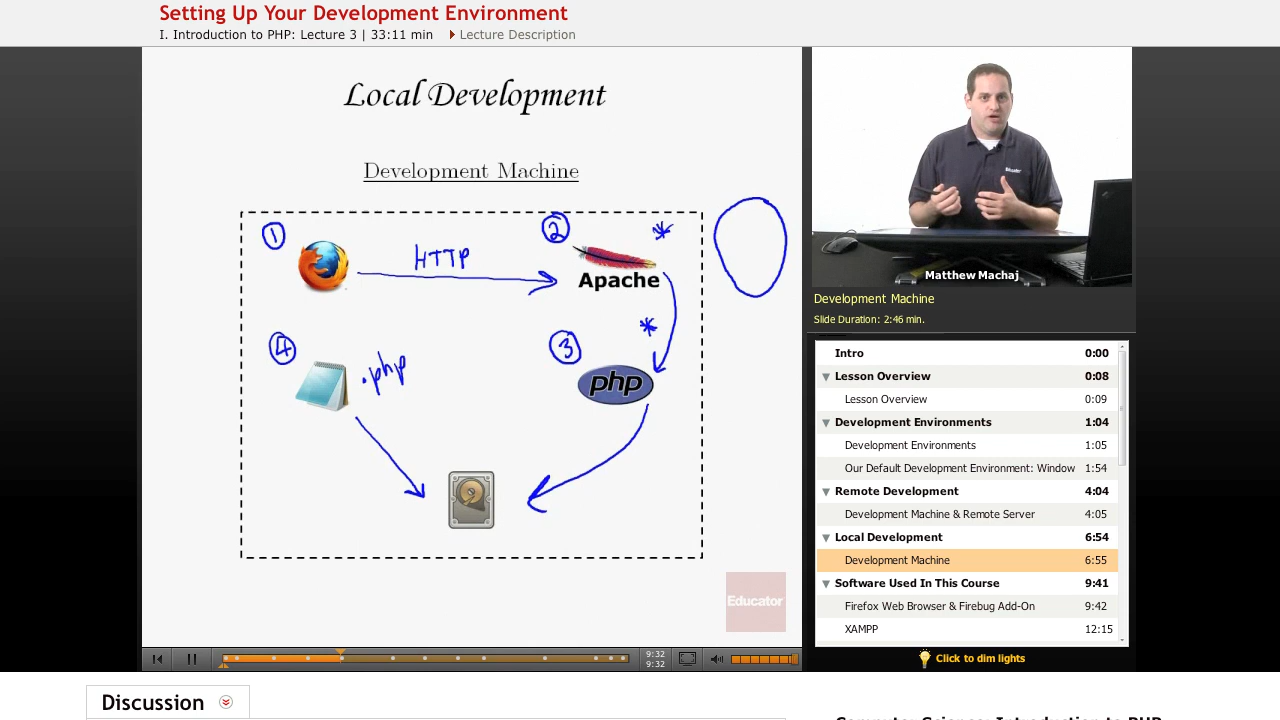 Setting Up Your Development Environment
I. Introduction to PHP: Lecture 3 | 33:11 min Lecture Description
Local Development
Development Machine
1
2
*
HTTP
Apache
*
4
3
.php
php
Educator
9:32
9:32
Matthew Machaj
Development Machine
Slide Duration: 2:46 min.
Intro 0:00
Lesson Overview 0:08
Lesson Overview 0:09
Development Environments 1:04
Development Environments 1:05
Our Default Development Environment: Window 1:54
Remote Development 4:04
Development Machine & Remote Server 4:05
Local Development 6:54
Development Machine 6:55
Software Used In This Course 9:41
Firefox Web Browser & Firebug Add-On 9:42
XAMPP 12:15
Click to dim lights
Discussion
Computer Science: Introduction to PHP